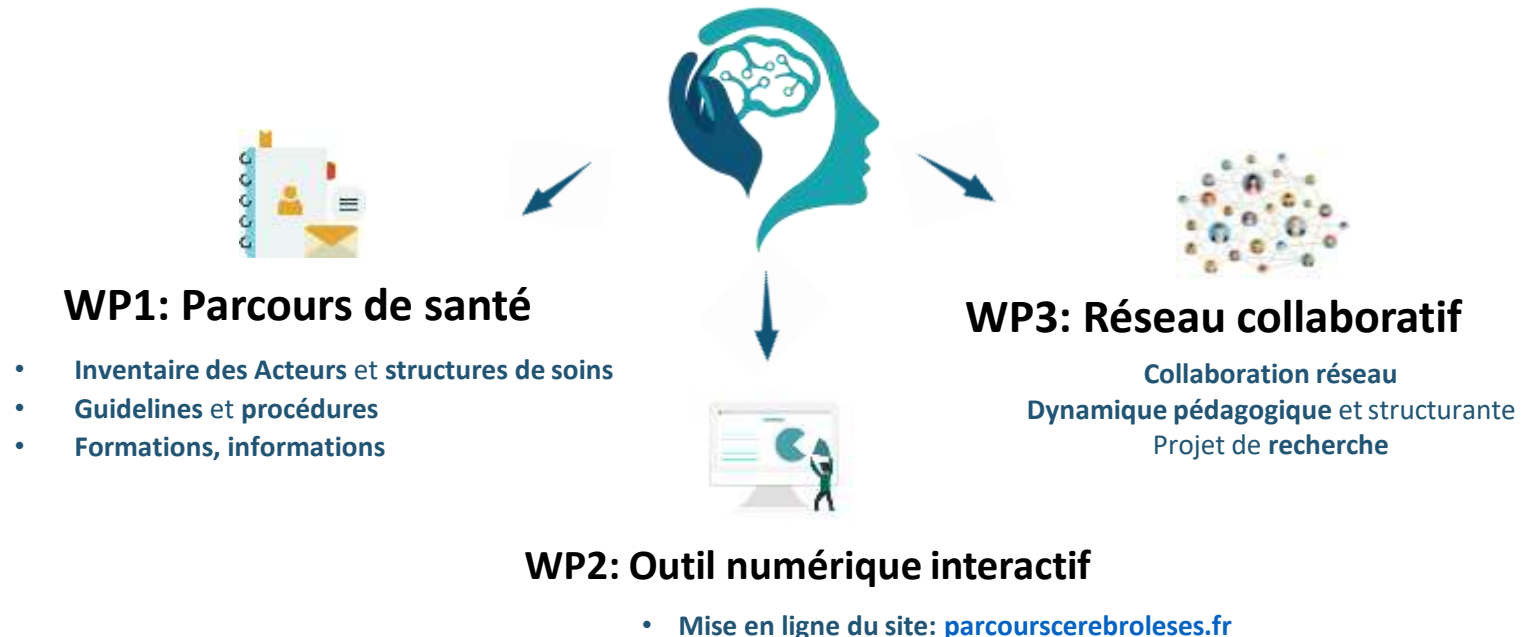 WP1: Parcours de santé
• Inventaire des Acteurs et structures de soins
• Guidelines et procédures
• Formations, informations
WP3: Réseau collaboratif
Collaboration réseau
Dynamique pédagogique et structurante
Projet de recherche
WP2: Outil numérique interactif
• Mise en ligne du site: parcourscerebroleses.fr